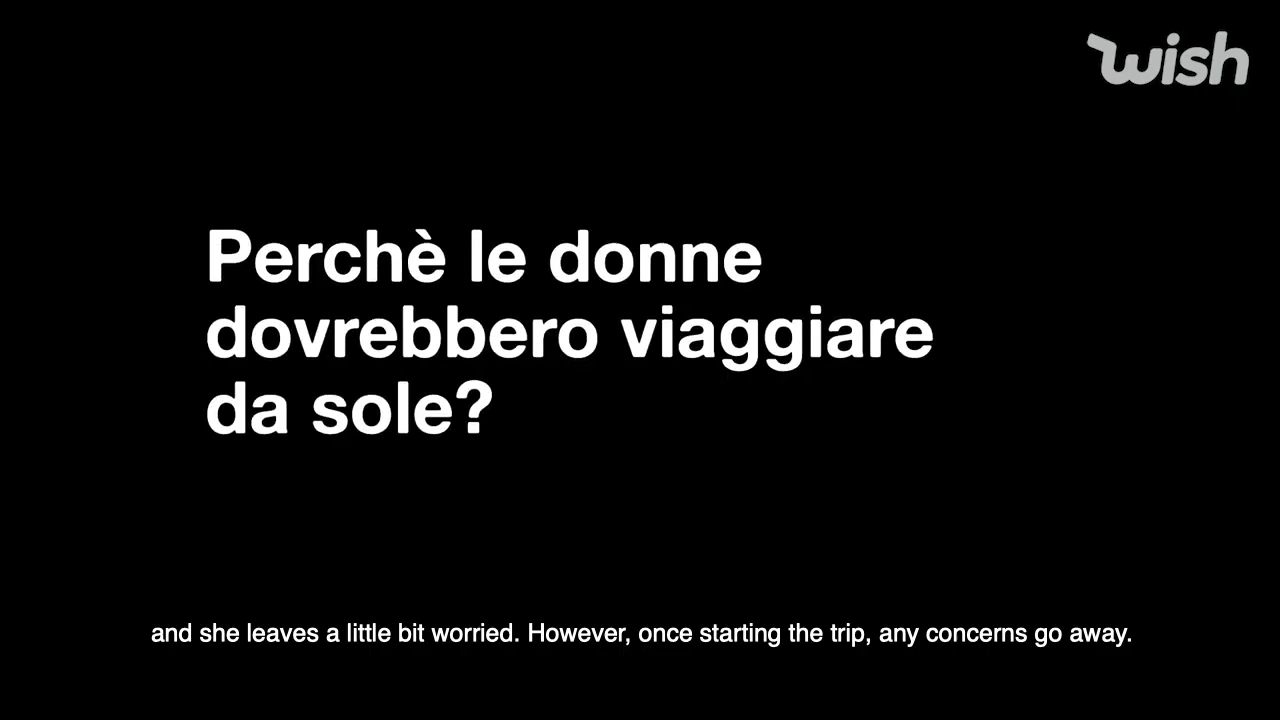 wish
Perchè le donne
dovrebbero viaggiare
da sole?
and she leaves a little bit worried. However, once starting the trip, any concerns go away.